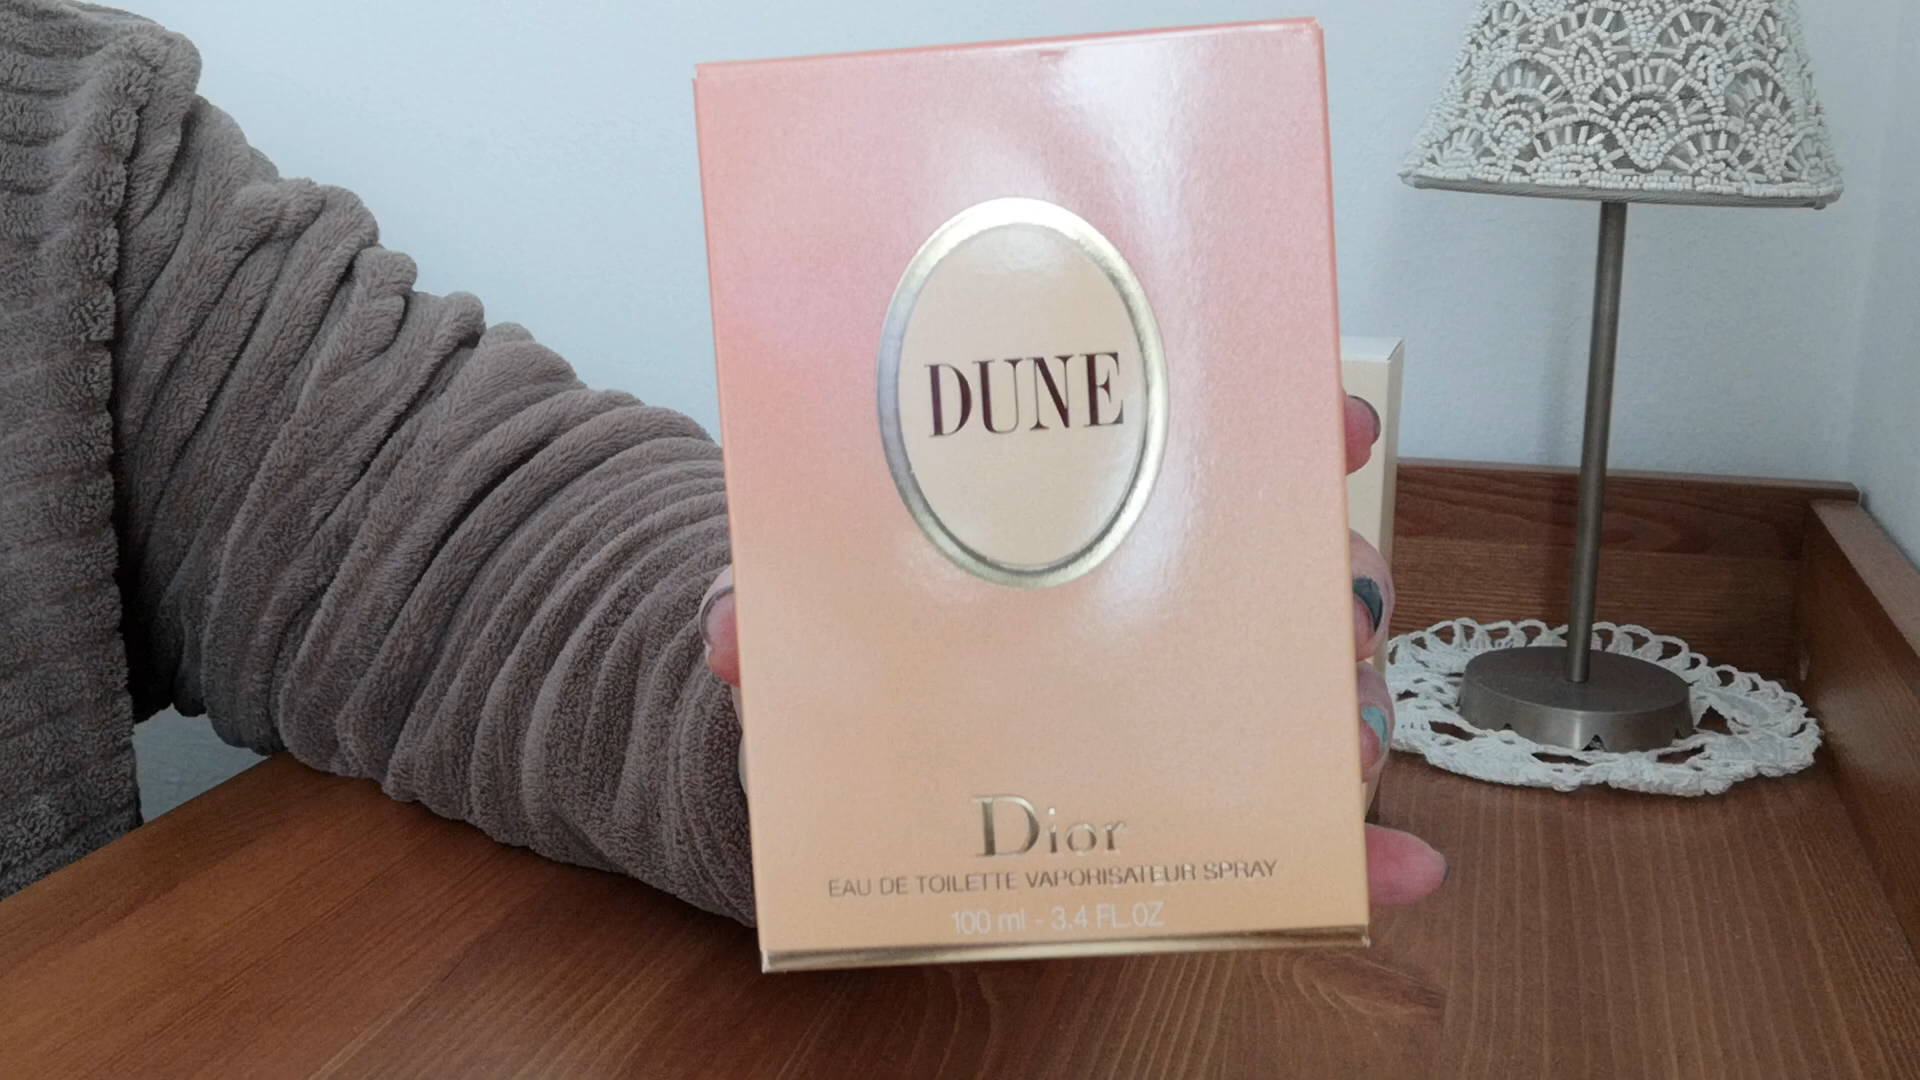 DUNE
Dior
EAU DE TOILETTE VAPORISATEUR SPRAY
100 ml - 3.4 FL.OZ